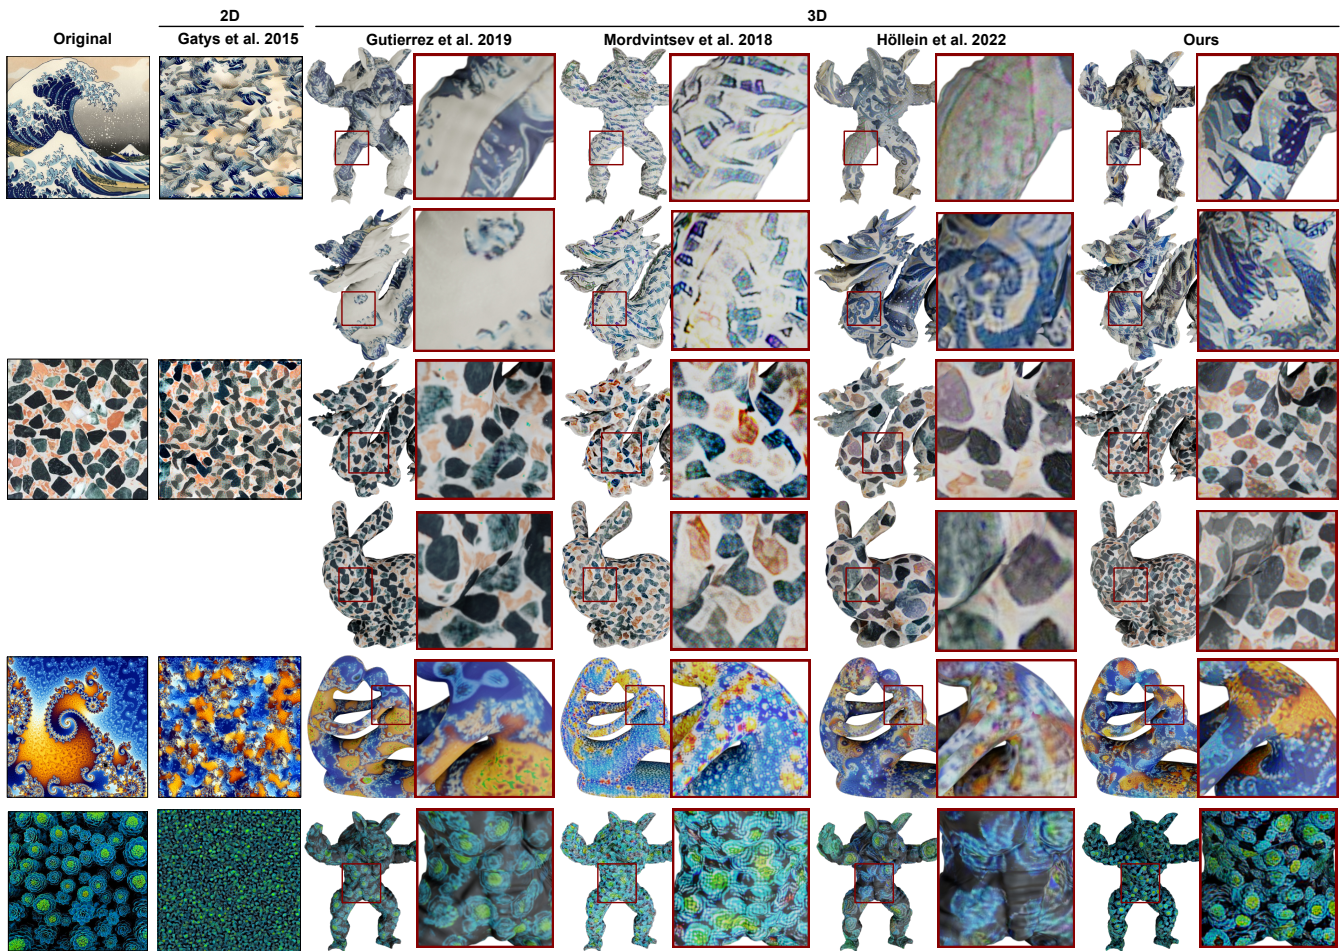 2D
3D
Original
Gatys et al. 2015
Gutierrez et al. 2019
Mordvintsev et al. 2018
Höllein et al. 2022
Ours